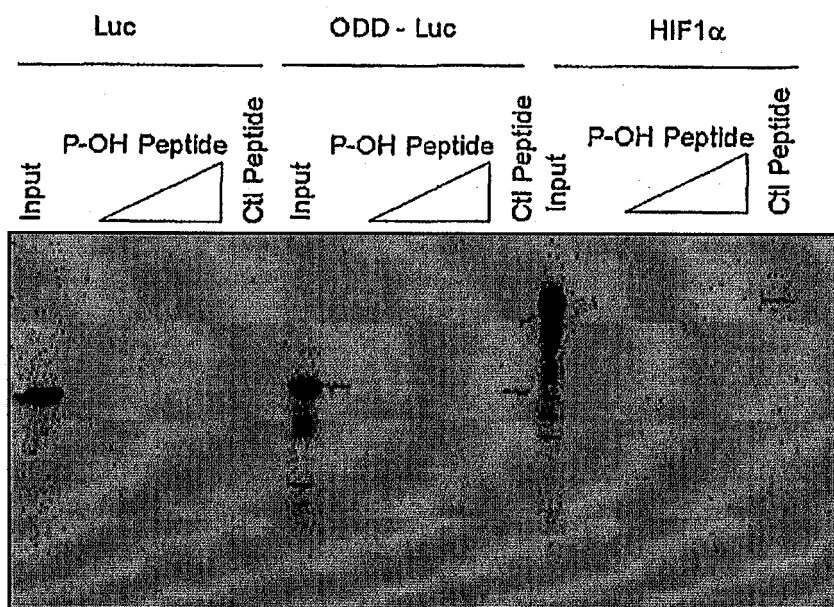 Luc
ODD - Luc
HIF1α
Input
P-OH Peptide
Ctl Peptide
Input
P-OH Peptide
Ctl Peptide
Input
P-OH Peptide
Ctl Peptide